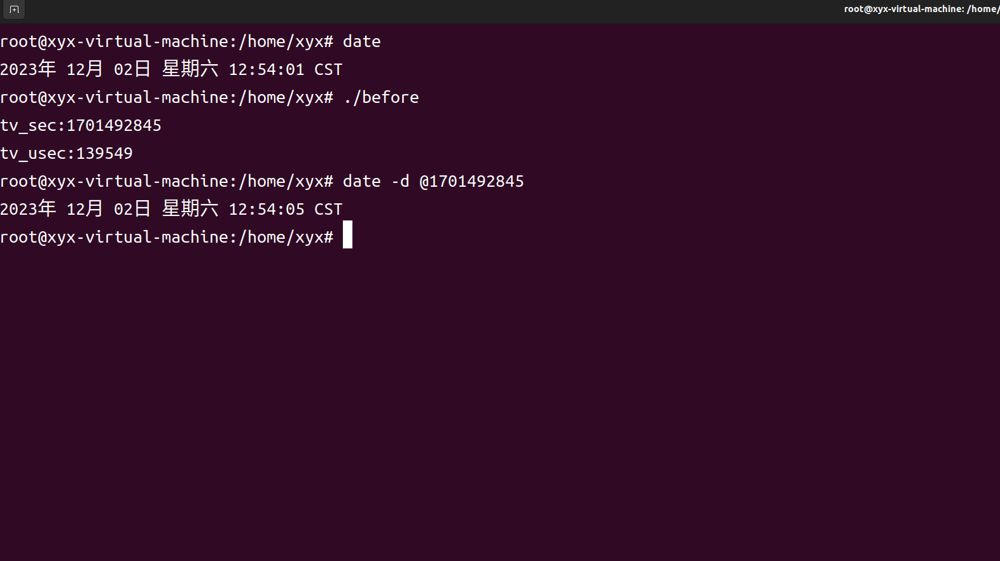 root@xyx-virtual-machine: /home/
root@xyx-virtual-machine:/home/xyx# date
2023年 12月 02日 星期六 12:54:01 CST
root@xyx-virtual-machine:/home/xyx# ./before
tv_sec:1701492845
tv_usec:139549
root@xyx-virtual-machine:/home/xyx# date -d @1701492845
2023年 12月 02日 星期六 12:54:05 CST
root@xyx-virtual-machine:/home/xyx#